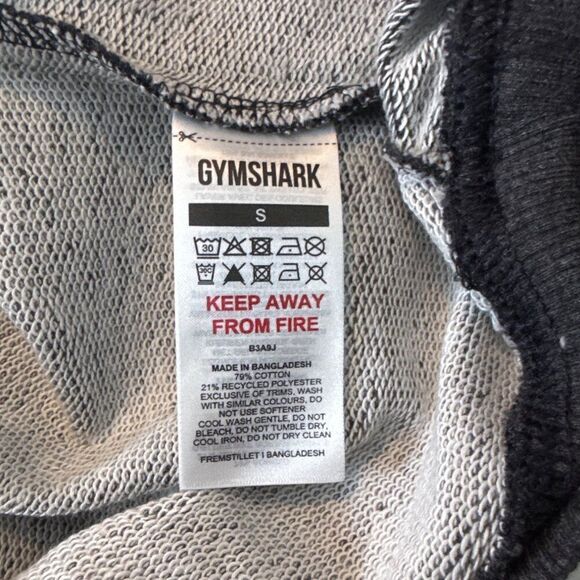 GYMSHARK
S
30
30C
KEEP AWAY
FROM FIRE
B3A9J
MADE IN BANGLADESH
79% COTTON
21% RECYCLED POLYESTER
EXCLUSIVE OF TRIMS, WASH
WITH SIMILAR COLOURS, DO
NOT USE SOFTENER
COOL WASH GENTLE, DO NOT
BLEACH, DO NOT TUMBLE DRY,
COOL IRON, DO NOT DRY CLEAN
FREMSTILLET I BANGLADESH